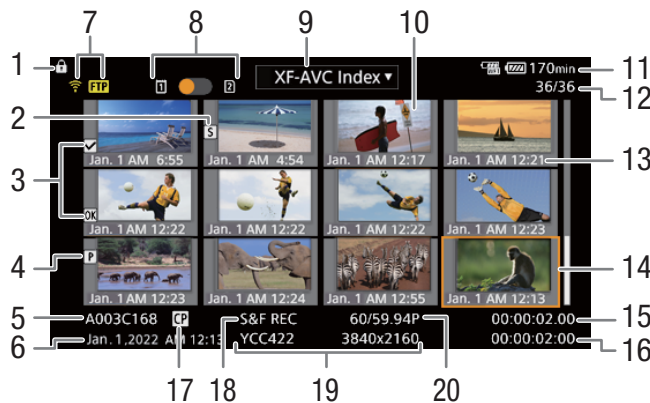 7 8 9 10
1 FTP 1 2 XF-AVC Index ▾ 170min 11
36/36 12
2 S
Jan. 1 AM 6:55 Jan. 1 AM 4:54 Jan. 1 AM 12:17 Jan. 1 AM 12:21 13
3
OK
Jan. 1 AM 12:22 Jan. 1 AM 12:22 Jan. 1 AM 12:22 Jan. 1 AM 12:23
4 P 14
Jan. 1 AM 12:13 Jan. 1 AM 12:24 Jan. 1 AM 12:55 Jan. 1 AM 12:13
5 A003C168 CP S&F REC 60/59.94P 00:00:02.00 15
6 Jan. 1,2022 AM 12:13 YCC422 3840x2160 00:00:02:00 16
17 18 19 20